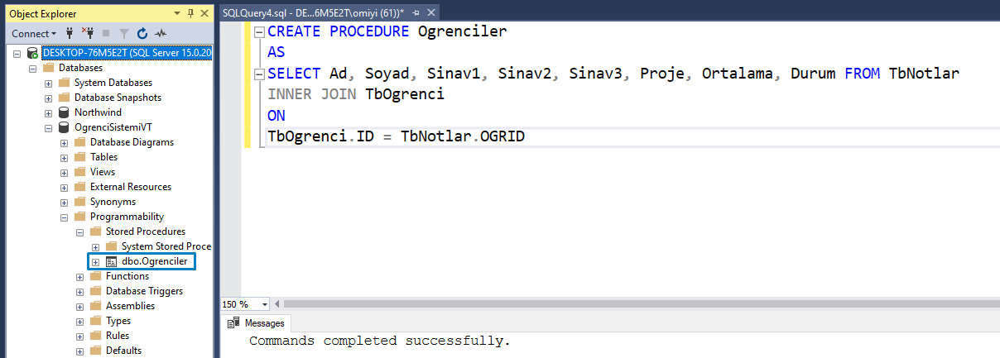 Object Explorer
Connect
DESKTOP-76M5E2T (SQL Server 15.0.20
Databases
System Databases
Database Snapshots
Northwind
OgrenciSistemiVT
Database Diagrams
Tables
Views
External Resources
Synonyms
Programmability
Stored Procedures
System Stored Proce
dbo.Ogrenciler
Functions
Database Triggers
Assemblies
Types
Rules
Defaults
SQLQuery4.sql - DE...6M5E2T\omiyi (61))*
CREATE PROCEDURE Ogrenciler
AS
SELECT Ad, Soyad, Sinav1, Sinav2, Sinav3, Proje, Ortalama, Durum FROM TbNotlar
INNER JOIN TbOgrenci
ON
TbOgrenci.ID = TbNotlar.OGRID
150 %
Messages
Commands completed successfully.